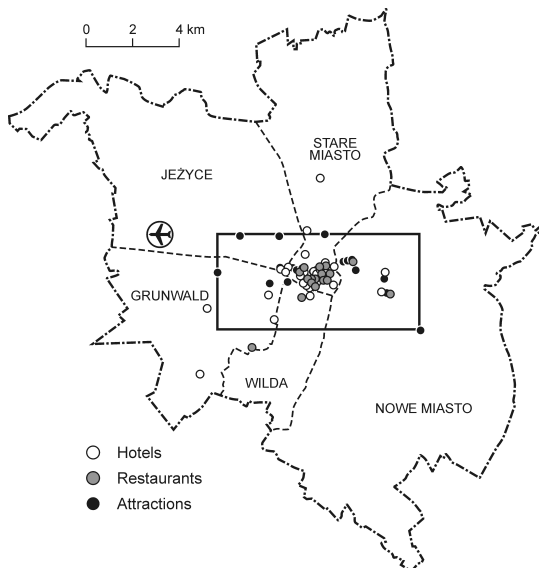 0 2 4 km
STARE
MIASTO
JEŻYCE
GRUNWALD
WILDA
NOWE MIASTO
Hotels
Restaurants
Attractions